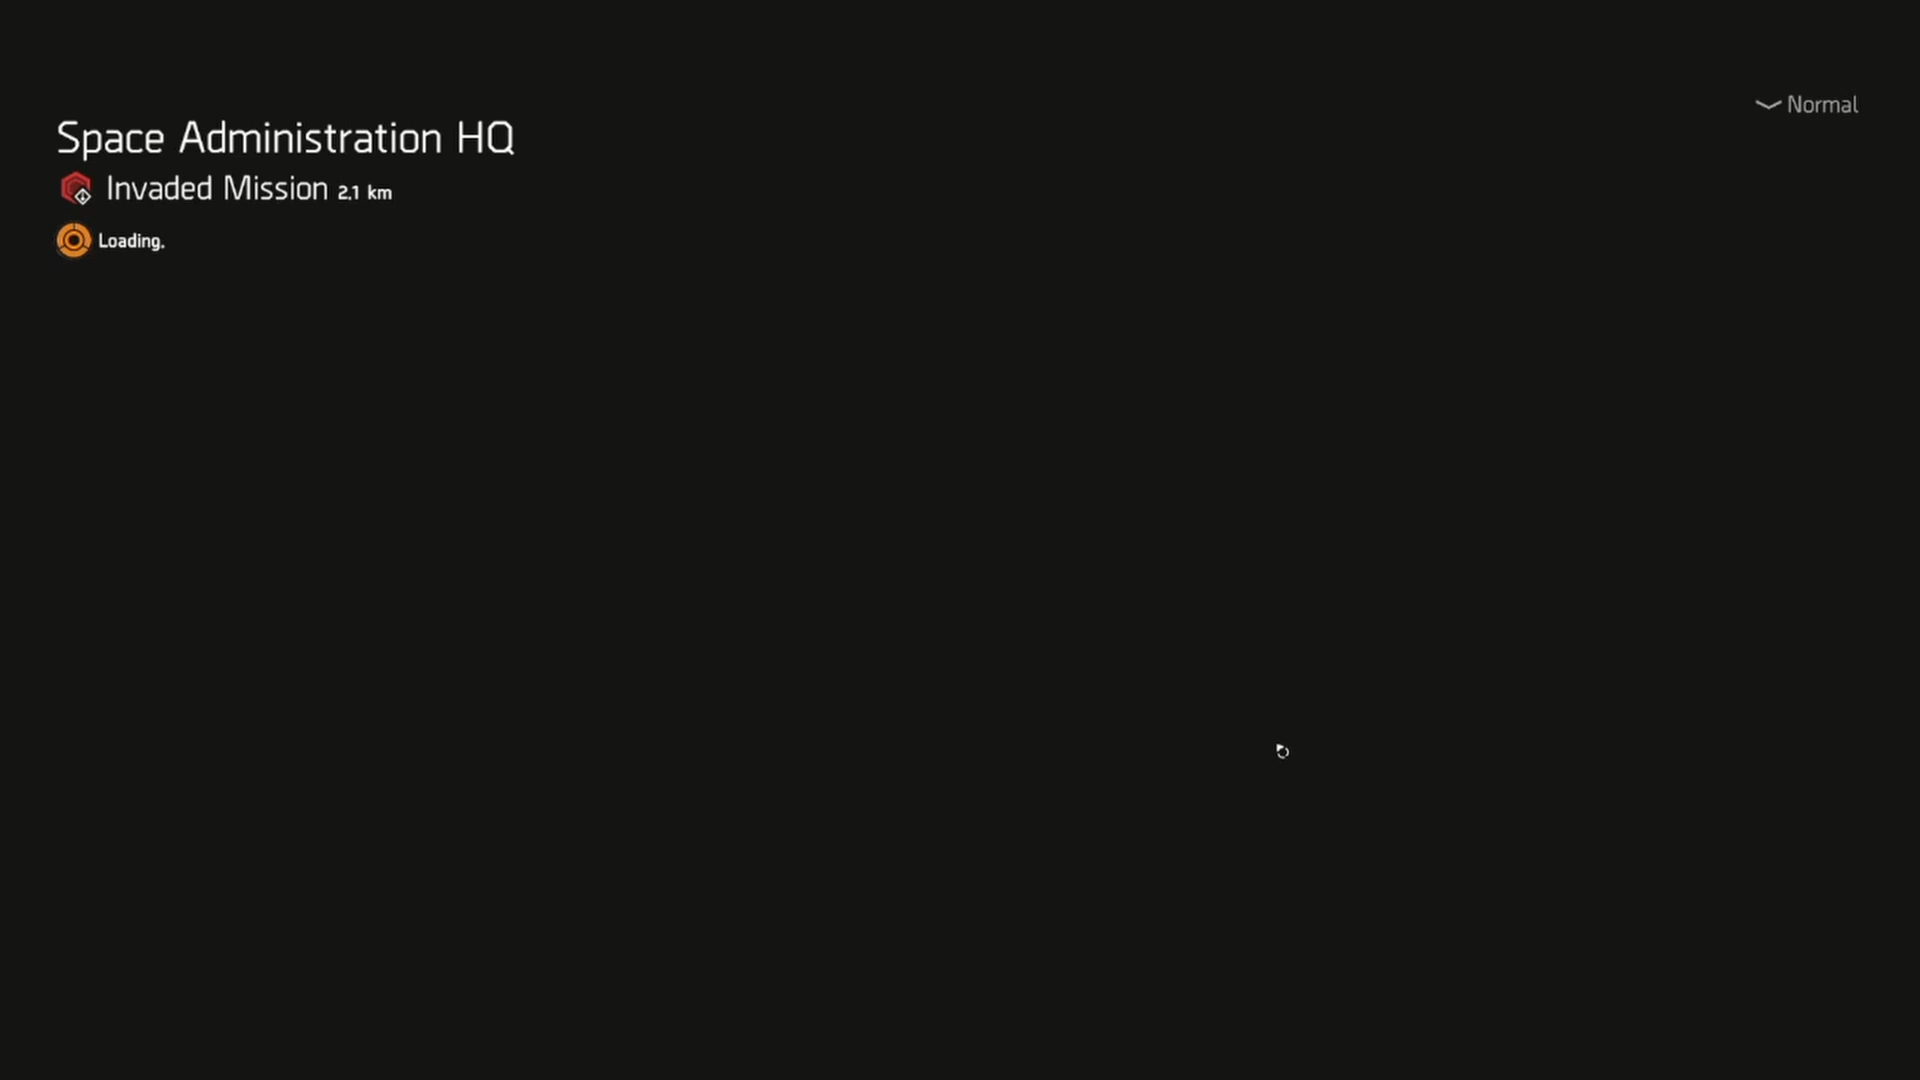 Normal
Space Administration HQ
Invaded Mission 2.1 km
Loading.